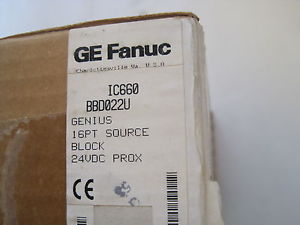 GE Fanuc
Charlottesville Va. U S A
IC660
BBD022U
GENIUS
16PT SOURCE
BLOCK
24VDC PROX
CE